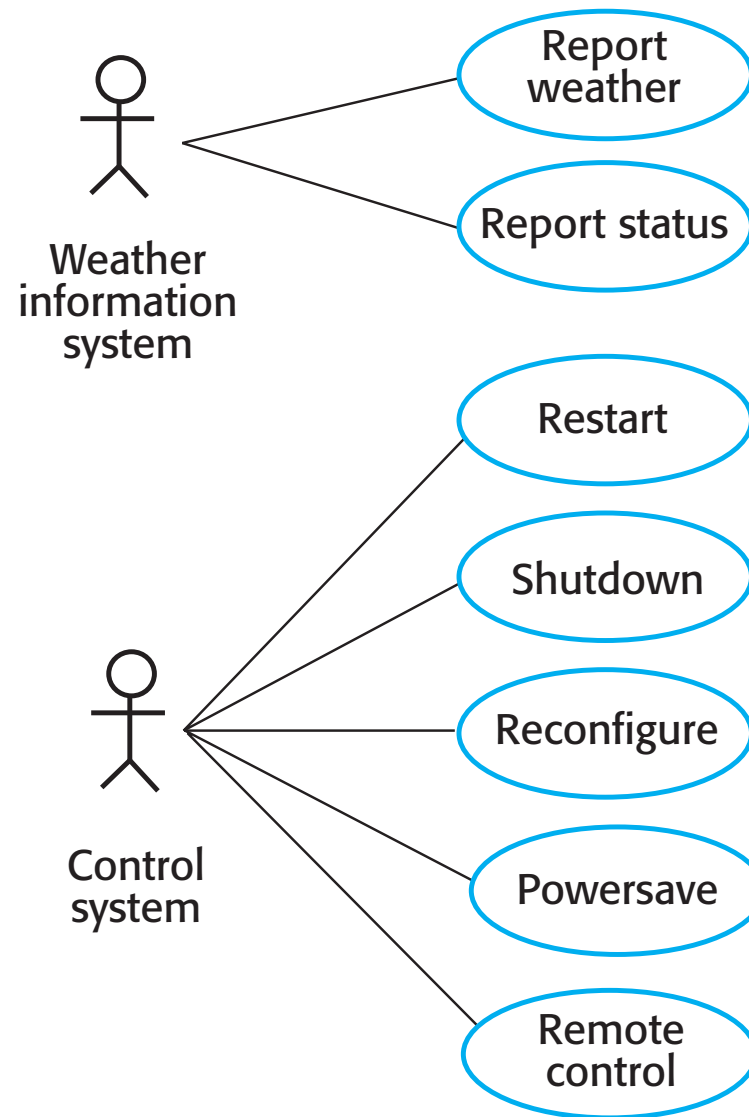 Report
weather
Report status
Weather
information
system
Restart
Shutdown
Reconfigure
Control
system
Powersave
Remote
control